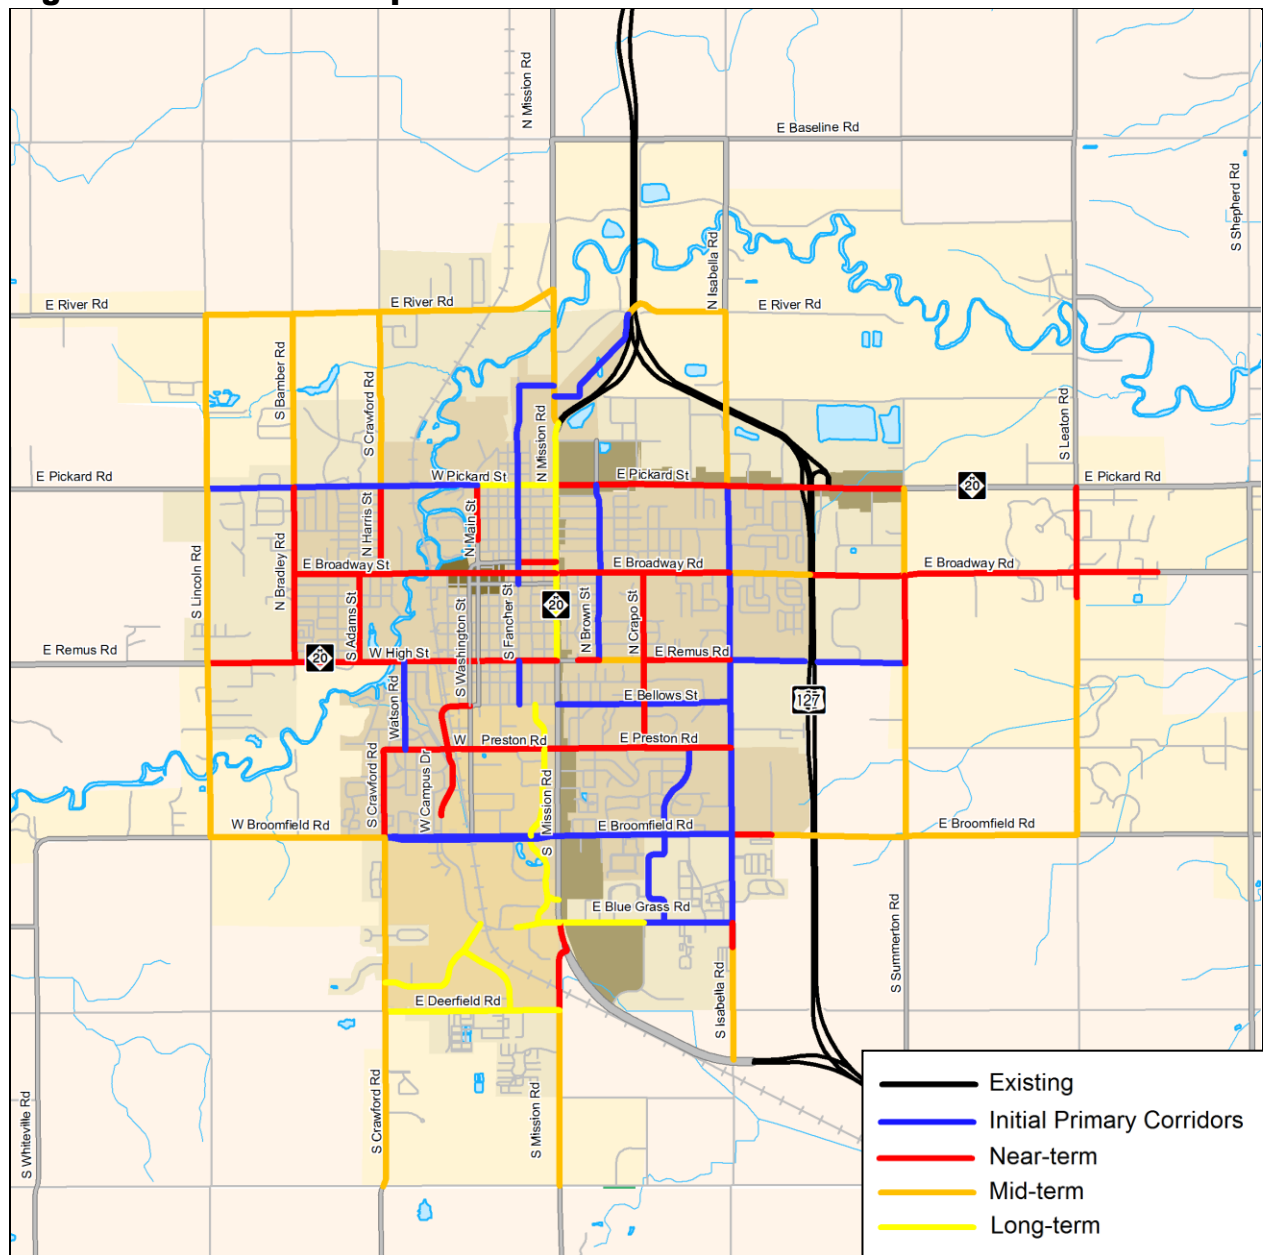 N Mission Rd
E Baseline Rd
S Shepherd Rd
N Isabella Rd
E River Rd
E River Rd
E River Rd
S Bamber Rd
S Crawford Rd
N Mission Rd
S Leaton Rd
E Pickard Rd
W Pickard St
E Pickard St
20
E Pickard Rd
N Harris St
N Main St
S Lincoln Rd
N Bradley Rd
E Broadway St
E Broadway Rd
E Broadway Rd
S Adams St
S Washington St
S Fancher St
20
N Brown St
N Crapo St
E Remus Rd
20
W High St
E Remus Rd
Watson Rd
E Bellows St
127
W Preston Rd
E Preston Rd
S Crawford Rd
W Campus Dr
S Mission Rd
W Broomfield Rd
E Broomfield Rd
E Broomfield Rd
E Blue Grass Rd
S Summerton Rd
E Deerfield Rd
S Isabella Rd
S Whiteville Rd
S Crawford Rd
S Mission Rd
Existing
Initial Primary Corridors
Near-term
Mid-term
Long-term